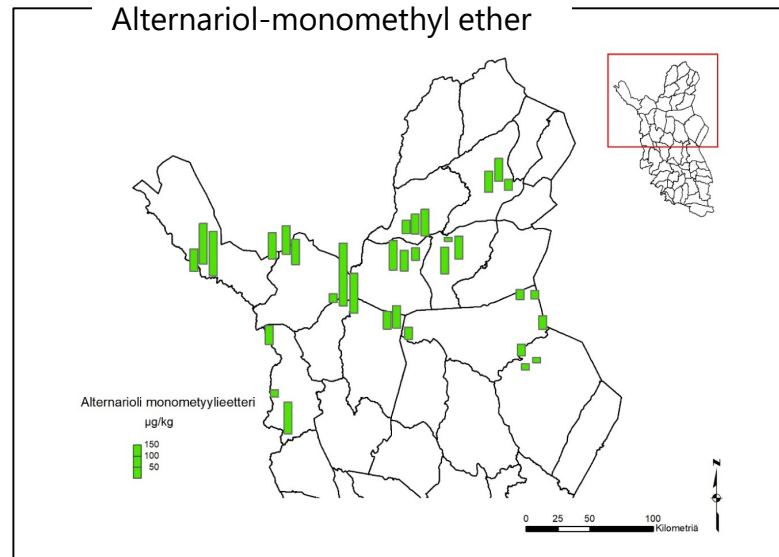 Alternariol-monomethyl ether
Alternarioli monometyylieetteri
µg/kg
150
100
50
N
0 25 50 100
Kilometriä